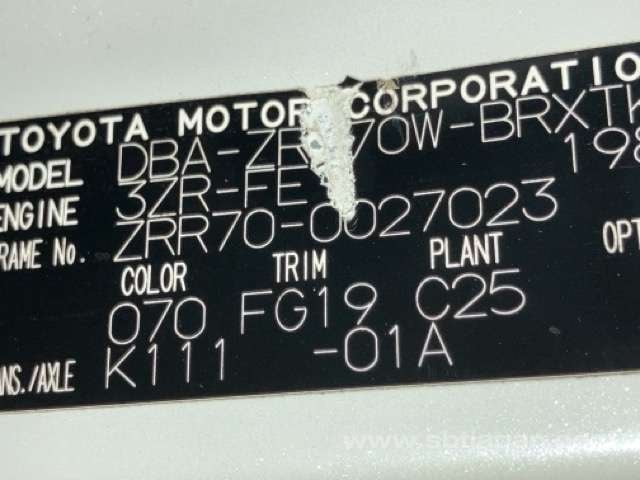 TOYOTA MOTOR CORPORATIO
MODEL DBA-ZR 70W-BRXTK
ENGINE 3ZR-FE 198
RAME No. ZRR70-0027023
COLOR TRIM PLANT OPT
070 FG19 C25
ANS./AXLE K111 -01A